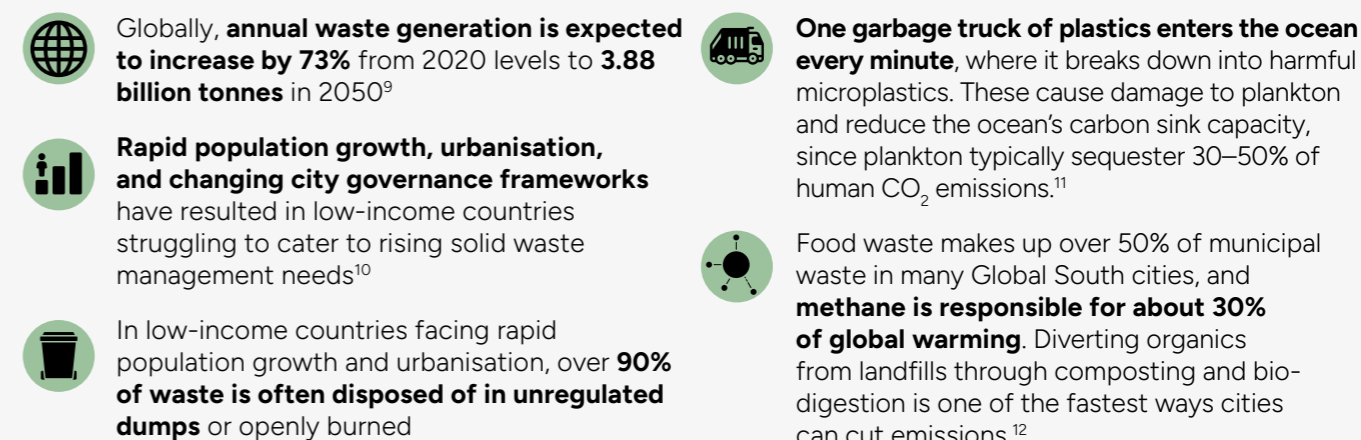 Globally, annual waste generation is expected
to increase by 73% from 2020 levels to 3.88
billion tonnes in 2050⁹
Rapid population growth, urbanisation,
and changing city governance frameworks
have resulted in low-income countries
struggling to cater to rising solid waste
management needs¹⁰
In low-income countries facing rapid
population growth and urbanisation, over 90%
of waste is often disposed of in unregulated
dumps or openly burned
One garbage truck of plastics enters the ocean
every minute, where it breaks down into harmful
microplastics. These cause damage to plankton
and reduce the ocean’s carbon sink capacity,
since plankton typically sequester 30–50% of
human CO₂ emissions.¹¹
Food waste makes up over 50% of municipal
waste in many Global South cities, and
methane is responsible for about 30%
of global warming. Diverting organics
from landfills through composting and bio-
digestion is one of the fastest ways cities
can cut emissions.¹²